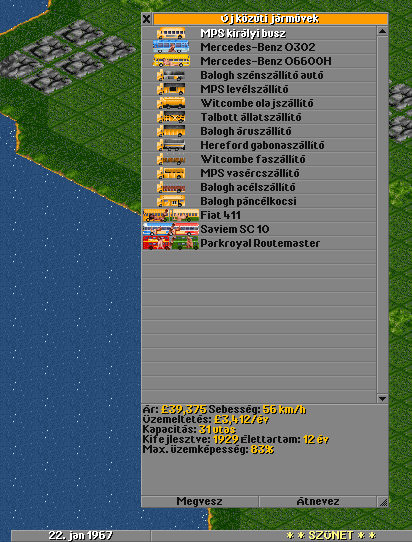 Új közúti járművek
MPS királyi busz
Mercedes-Benz O302
Mercedes-Benz O6600H
Balogh szénszállító autó
MPS levélszállító
Witcombe olajszállító
Talbott állatszállító
Balogh áruszállító
Hereford gabonaszállító
Witcombe faszállító
MPS vasércszállító
Balogh acélszállító
Balogh páncélkocsi
Fiat 411
Saviem SC 10
Parkroyal Routemaster
Ár: £39,375 Sebesség: 56 km/h
Üzemeltetés: £3,412/év
Kapacitás: 31 utas
Kifejlesztve: 1929 Élettartam: 12 év
Max. üzemképesség: 83%
Megvesz Átnevez
22. jan 1967 * * SZÜNET * *